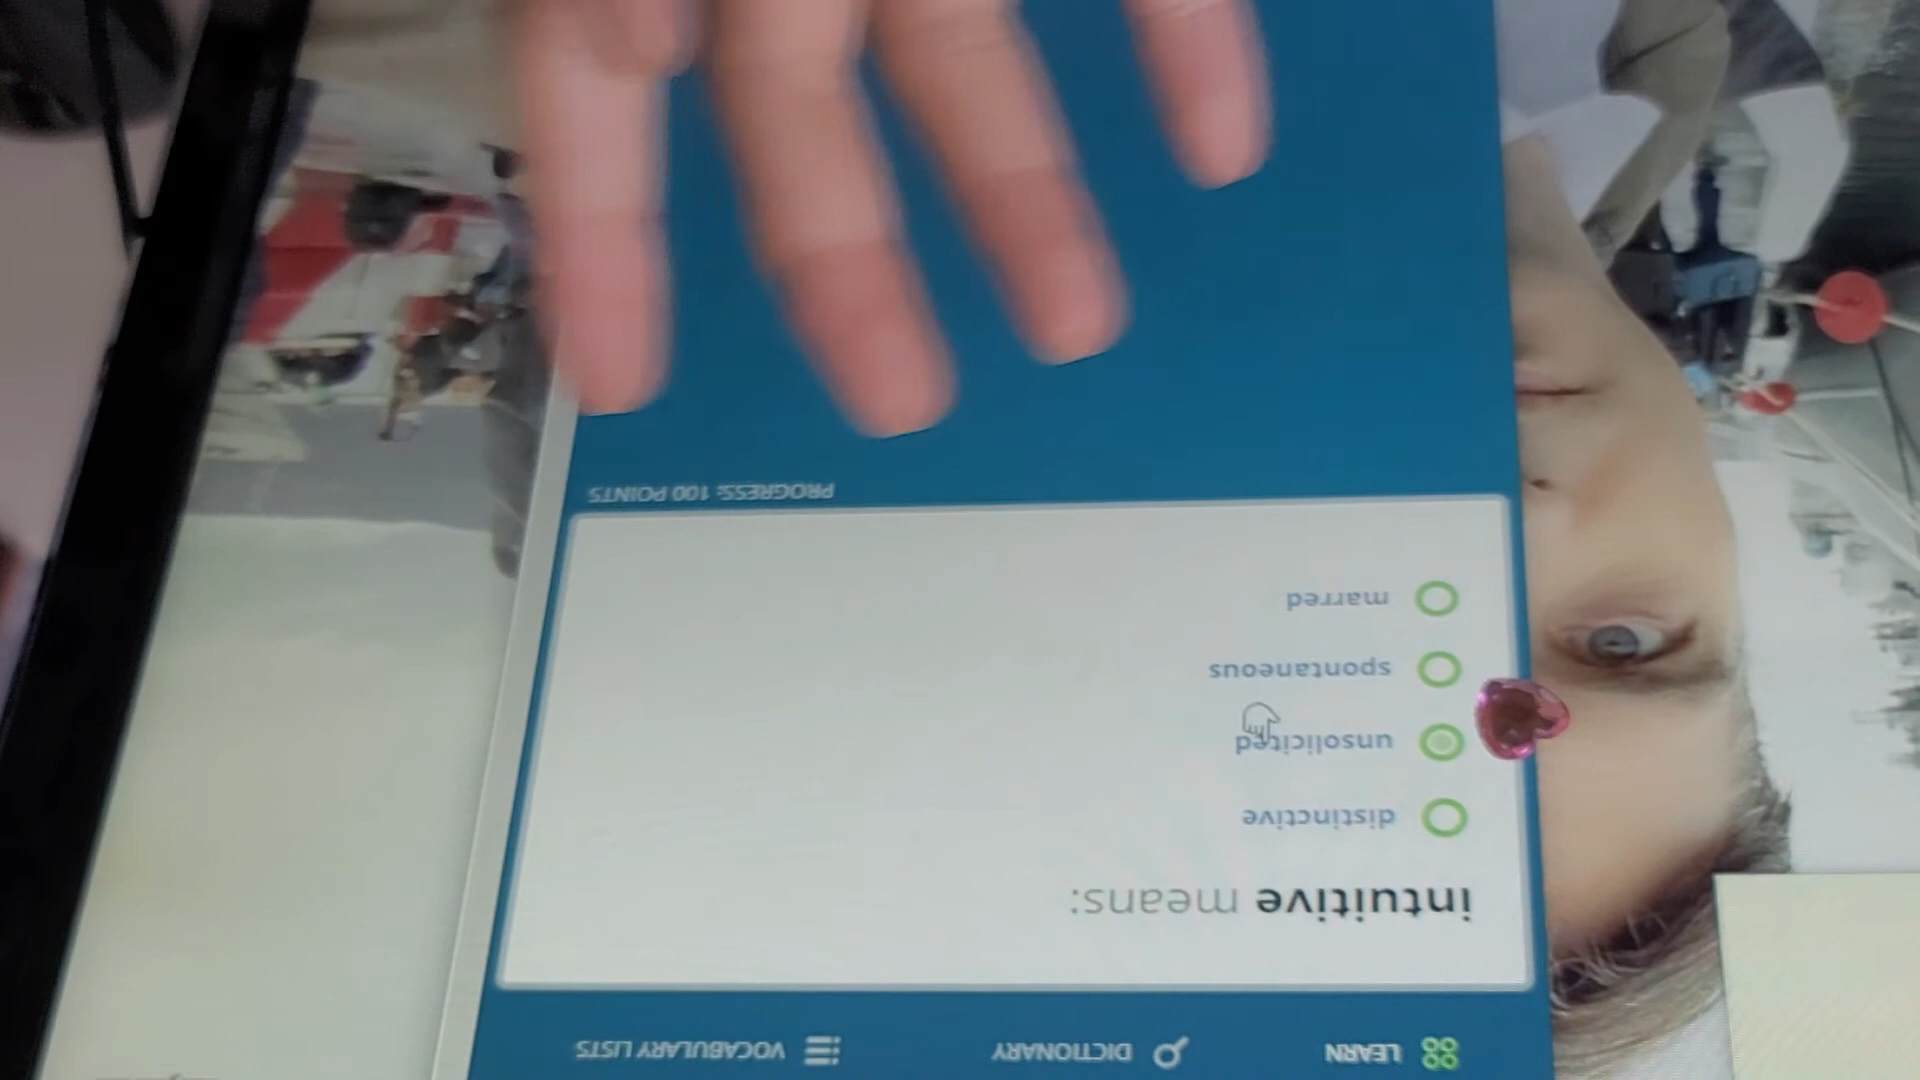 LEARN
DICTIONARY
VOCABULARY LISTS
intuitive means:
distinctive
unsolicited
spontaneous
marred
PROGRESS: 100 POINTS